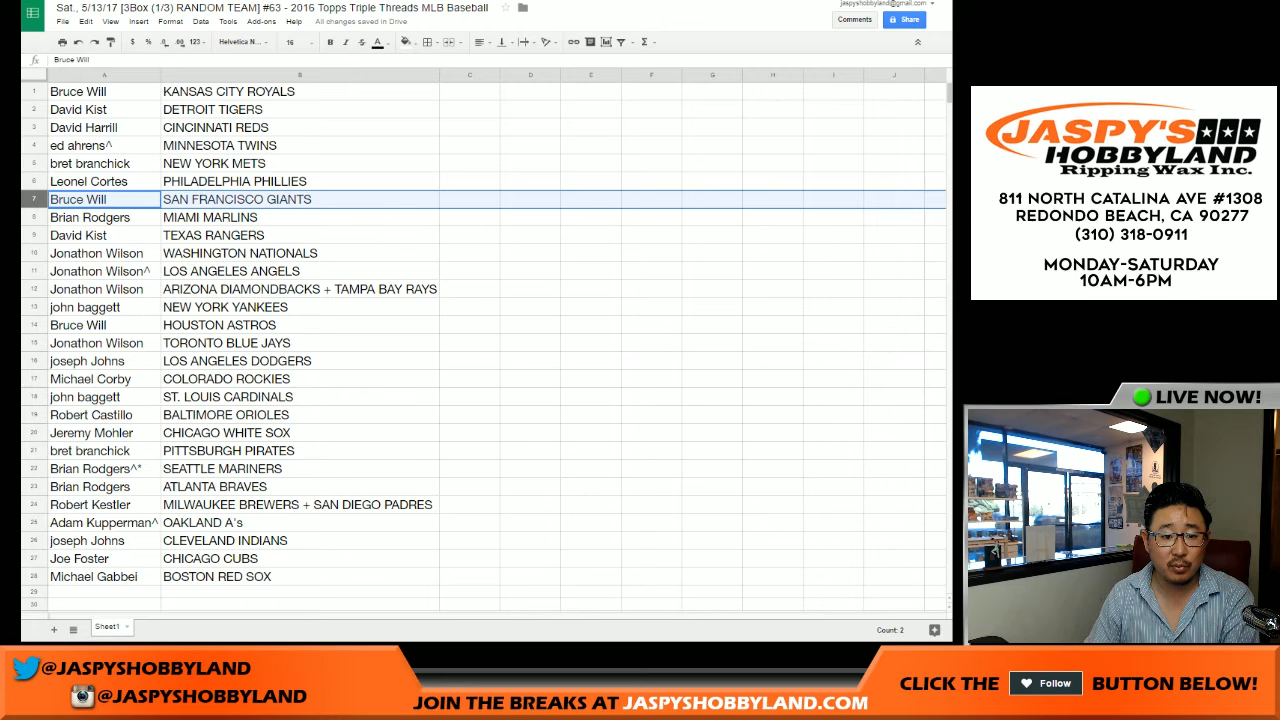 Sat., 5/13/17 [3Box (1/3) RANDOM TEAM] #63 - 2016 Topps Triple Threads MLB Baseball
jaspyshobbyland@gmail.com
File Edit View Insert Format Data Tools Add-ons Help All changes saved in Drive
Comments Share
$ % .0 .00 123 Helvetica N... 16 B I A
fx Bruce Will
A B C D E F G H I J
1 Bruce Will KANSAS CITY ROYALS
2 David Kist DETROIT TIGERS
3 David Harrill CINCINNATI REDS
4 ed ahrens^ MINNESOTA TWINS
5 bret branchick NEW YORK METS
6 Leonel Cortes PHILADELPHIA PHILLIES
7 Bruce Will SAN FRANCISCO GIANTS
8 Brian Rodgers MIAMI MARLINS
9 David Kist TEXAS RANGERS
10 Jonathon Wilson WASHINGTON NATIONALS
11 Jonathon Wilson^ LOS ANGELES ANGELS
12 Jonathon Wilson ARIZONA DIAMONDBACKS + TAMPA BAY RAYS
13 john baggett NEW YORK YANKEES
14 Bruce Will HOUSTON ASTROS
15 Jonathon Wilson TORONTO BLUE JAYS
16 joseph Johns LOS ANGELES DODGERS
17 Michael Corby COLORADO ROCKIES
18 john baggett ST. LOUIS CARDINALS
19 Robert Castillo BALTIMORE ORIOLES
20 Jeremy Mohler CHICAGO WHITE SOX
21 bret branchick PITTSBURGH PIRATES
22 Brian Rodgers^* SEATTLE MARINERS
23 Brian Rodgers ATLANTA BRAVES
24 Robert Kestler MILWAUKEE BREWERS + SAN DIEGO PADRES
25 Adam Kupperman^ OAKLAND A's
26 joseph Johns CLEVELAND INDIANS
27 Joe Foster CHICAGO CUBS
28 Michael Gabbei BOSTON RED SOX
29
30
Sheet1
Count: 2
JASPY'S
HOBBYLAND
Ripping Wax Inc.
811 NORTH CATALINA AVE #1308
REDONDO BEACH, CA 90277
(310) 318-0911
MONDAY-SATURDAY
10AM-6PM
LIVE NOW!
@JASPYSHOBBYLAND
@JASPYSHOBBYLAND
JOIN THE BREAKS AT JASPYSHOBBYLAND.COM
CLICK THE Follow BUTTON BELOW!